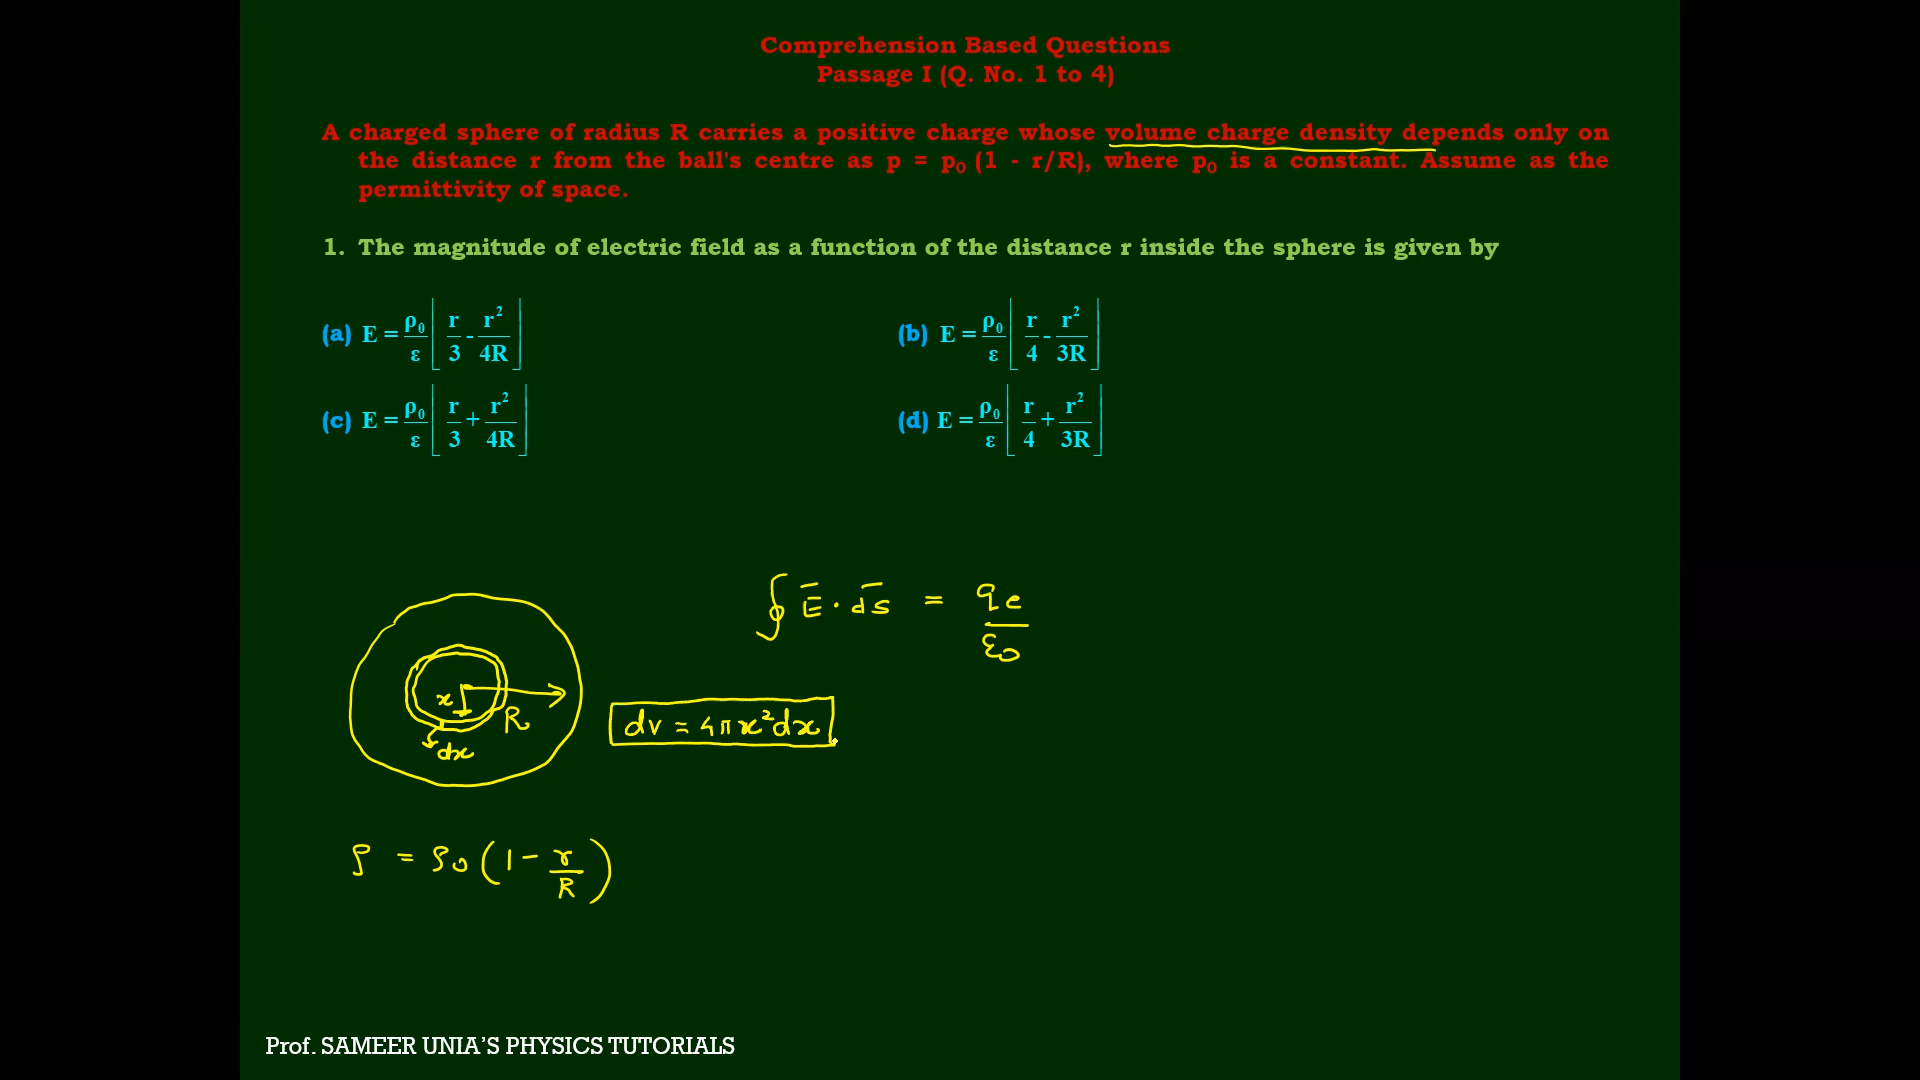 Comprehension Based Questions
Passage I (Q. No. 1 to 4)
A charged sphere of radius R carries a positive charge whose volume charge density depends only on
the distance r from the ball's centre as p = p₀ (1 - r/R), where p₀ is a constant. Assume as the
permittivity of space.
1. The magnitude of electric field as a function of the distance r inside the sphere is given by
(a) E = ρ₀/ε [ r/3 - r²/4R ]
(b) E = ρ₀/ε [ r/4 - r²/3R ]
(c) E = ρ₀/ε [ r/3 + r²/4R ]
(d) E = ρ₀/ε [ r/4 + r²/3R ]
∮ E̅ · d̅s̅ = qe/ε₀
x
R
dx
dv = 4πx²dx
ρ = ρ₀ (1 - r/R)
Prof. SAMEER UNIA'S PHYSICS TUTORIALS